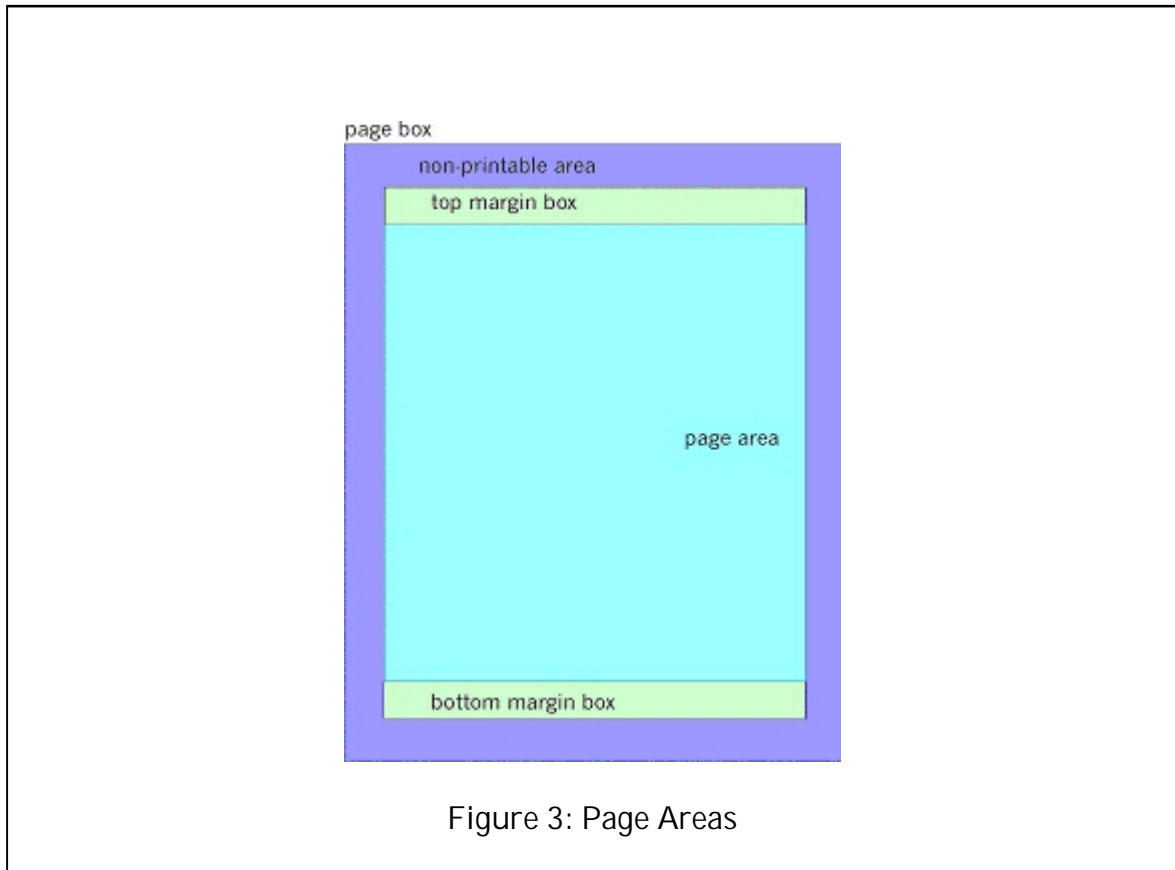 page box
non-printable area
top margin box
page area
bottom margin box
Figure 3: Page Areas